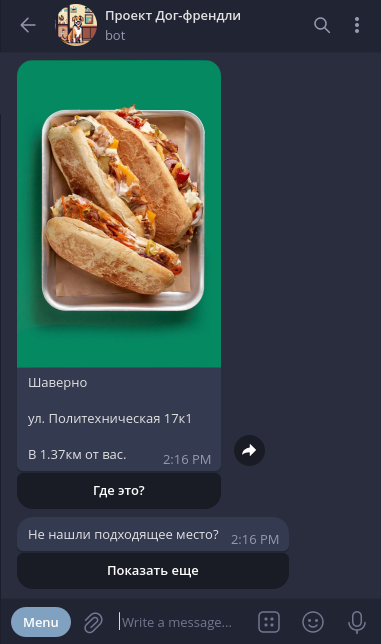 Проект Дог-френдли
bot
Шаверно
ул. Политехническая 17к1
В 1.37км от вас.
2:16 PM
Где это?
Не нашли подходящее место?
2:16 PM
Показать еще
Menu
Write a message...